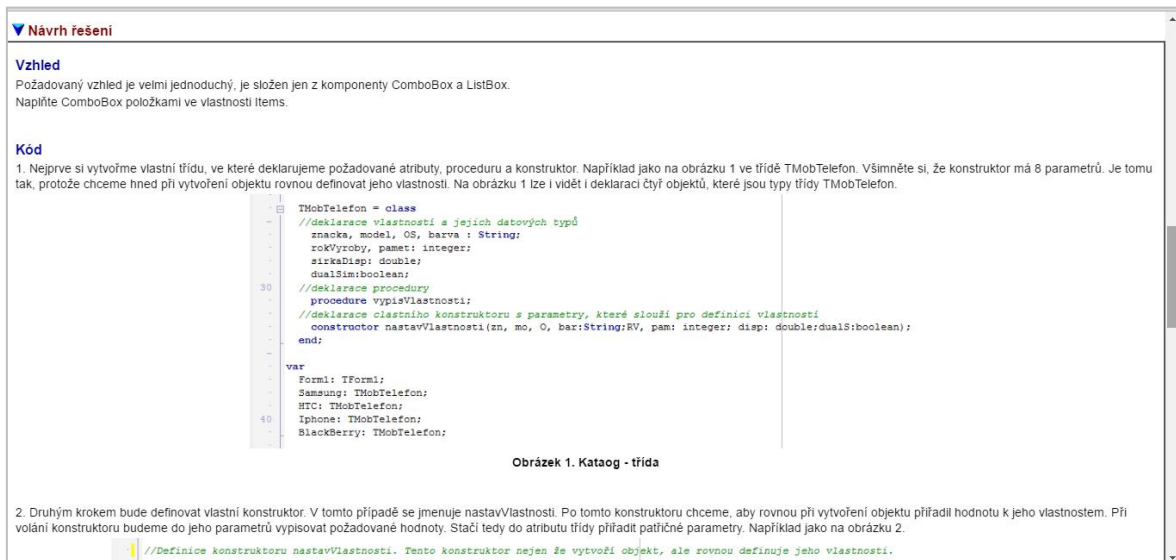 Návrh řešení
Vzhled
Požadovaný vzhled je velmi jednoduchý, je složen jen z komponenty ComboBox a ListBox.
Naplňte ComboBox položkami ve vlastnosti Items.
Kód
1. Nejprve si vytvořme vlastní třídu, ve které deklarujeme požadované atributy, proceduru a konstruktor. Například jako na obrázku 1 ve třídě TMobTelefon. Všimněte si, že konstruktor má 8 parametrů. Je tomu
tak, protože chceme hned při vytvoření objektu rovnou definovat jeho vlastnosti. Na obrázku 1 lze i vidět i deklaraci čtyř objektů, které jsou typy třídy TMobTelefon.
TMobTelefon = class
//deklarace vlastností a jejich datových typů
znacka, model, OS, barva : String;
rokVyroby, pamet: integer;
sirkaDisp: double;
dualSim:boolean;
30 //deklarace procedury
procedure vypisVlastnosti;
//deklarace clastního konstruktoru s parametry, které slouží pro definici vlastností
constructor nastavVlastnosti(zn, mo, O, bar:String;RV, pam: integer; disp: double;dualS:boolean);
end;
var
Form1: TForm1;
Samsung: TMobTelefon;
HTC: TMobTelefon;
40 Iphone: TMobTelefon;
BlackBerry: TMobTelefon;
Obrázek 1. Kataog - třída
2. Druhým krokem bude definovat vlastní konstruktor. V tomto případě se jmenuje nastavVlastnosti. Po tomto konstruktoru chceme, aby rovnou při vytvoření objektu přiřadil hodnotu k jeho vlastnostem. Při
volání konstruktoru budeme do jeho parametrů vypisovat požadované hodnoty. Stačí tedy do atributu třídy přiřadit patřičné parametry. Například jako na obrázku 2.
//Definice konstruktoru nastavVlastnosti. Tento konstruktor nejen že vytvoří objekt, ale rovnou definuje jeho vlastnosti.